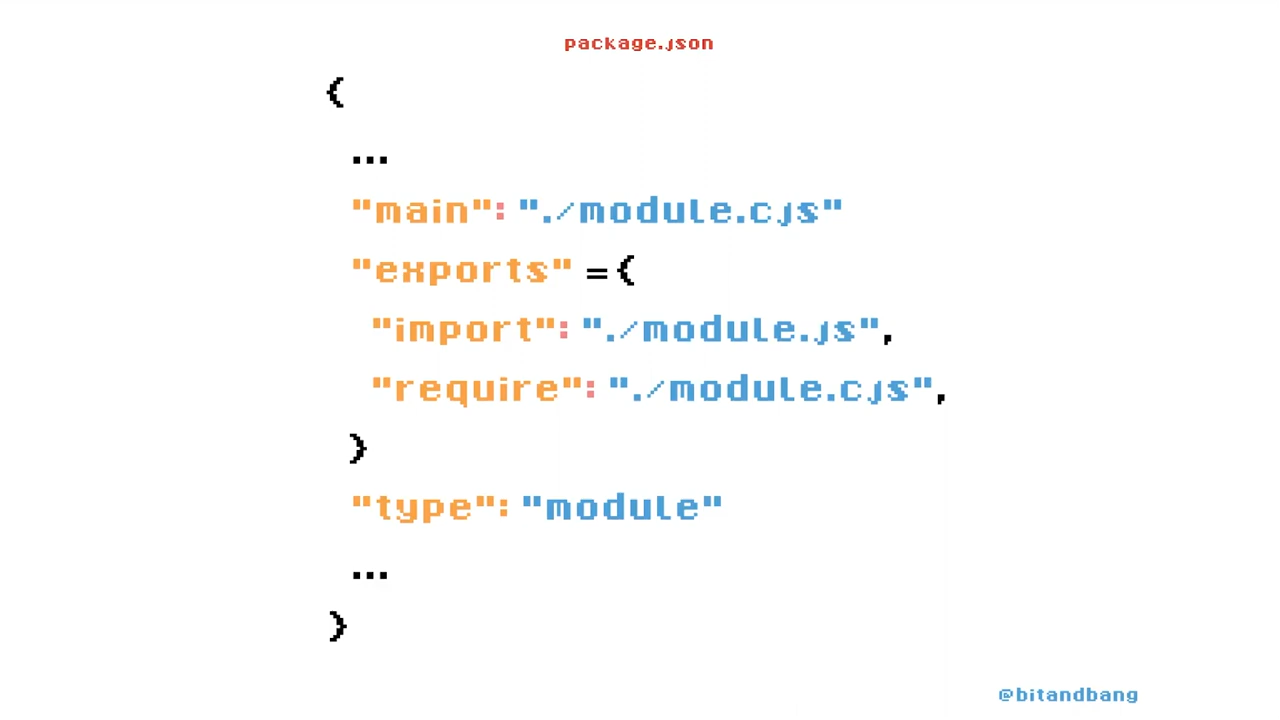 package.json
{
...
"main": "./module.cjs"
"exports" ={
"import": "./module.js",
"require": "./module.cjs",
}
"type": "module"
...
}
@bitandbang